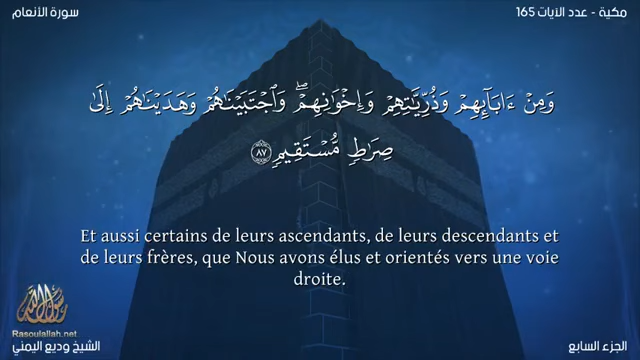 سورة الأنعام
مكية - عدد الآيات 165
وَمِنْ ءَابَآئِهِمْ وَذُرِّيَّٰتِهِمْ وَإِخْوَٰنِهِمْ ۖ وَٱجْتَبَيْنَٰهُمْ وَهَدَيْنَٰهُمْ إِلَىٰ
صِرَٰطٍ مُّسْتَقِيمٍ ٨٧
Et aussi certains de leurs ascendants, de leurs descendants et
de leurs frères, que Nous avons élus et orientés vers une voie
droite.
رسول الله
Rasoulallah.net
الشيخ وديع اليمني
الجزء السابع